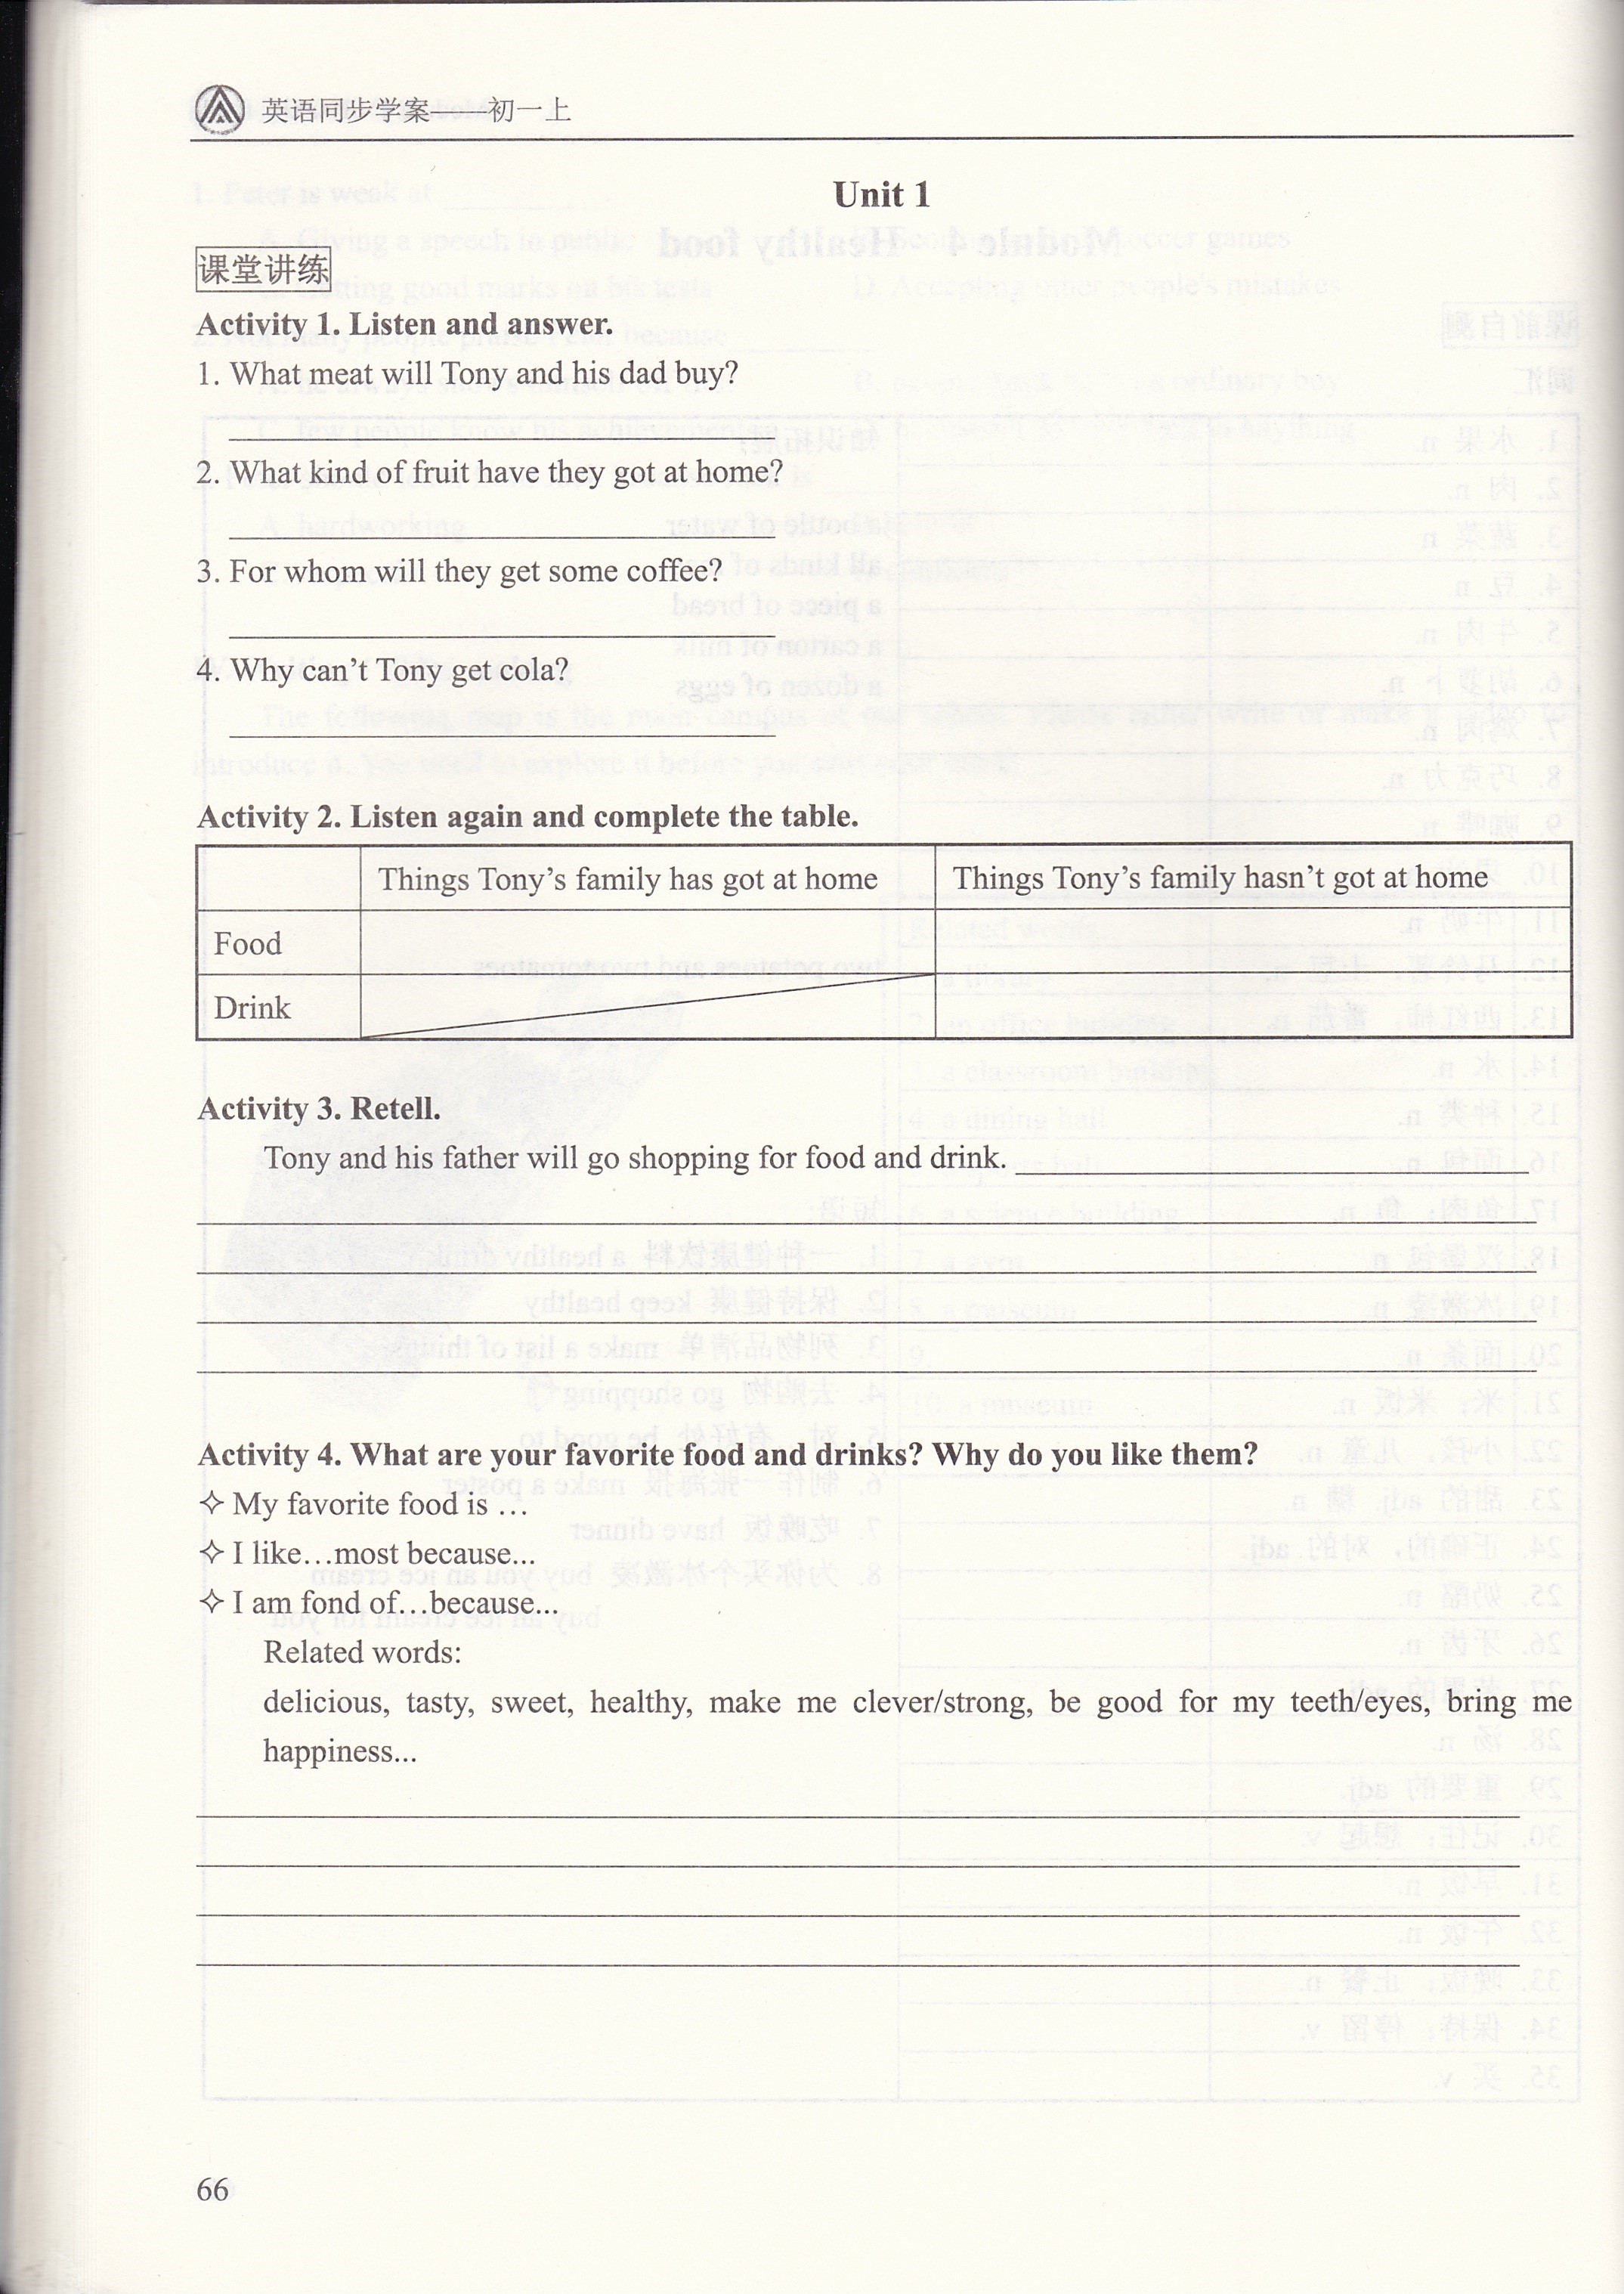 英语同步学案——初一上
Unit 1
课堂讲练
Activity 1. Listen and answer.
1. What meat will Tony and his dad buy?
2. What kind of fruit have they got at home?
3. For whom will they get some coffee?
4. Why can't Tony get cola?
Activity 2. Listen again and complete the table.
Things Tony's family has got at home
Things Tony's family hasn't got at home
Food
Drink
Activity 3. Retell.
Tony and his father will go shopping for food and drink.
Activity 4. What are your favorite food and drinks? Why do you like them?
✧ My favorite food is …
✧ I like…most because...
✧ I am fond of…because...
Related words:
delicious, tasty, sweet, healthy, make me clever/strong, be good for my teeth/eyes, bring me
happiness...
66